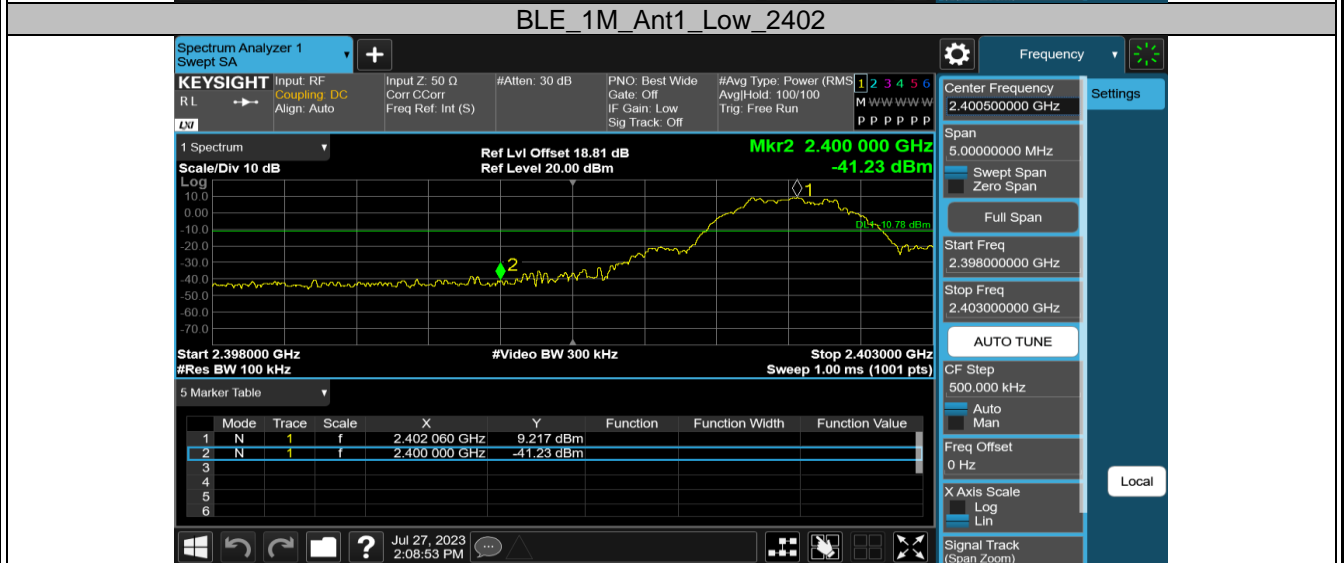 BLE_1M_Ant1_Low_2402
Spectrum Analyzer 1
Swept SA
Frequency
KEYSIGHT
R L
LXI
Input: RF
Coupling: DC
Align: Auto
Input Z: 50 Ω
Corr CCorr
Freq Ref: Int (S)
#Atten: 30 dB
PNO: Best Wide
Gate: Off
IF Gain: Low
Sig Track: Off
#Avg Type: Power (RMS
Avg|Hold: 100/100
Trig: Free Run
1 2 3 4 5 6
M W W W W W
P P P P P P
1 Spectrum
Scale/Div 10 dB
Ref Lvl Offset 18.81 dB
Ref Level 20.00 dBm
Mkr2 2.400 000 GHz
-41.23 dBm
Log
10.0
0.00
-10.0
-20.0
-30.0
-40.0
-50.0
-60.0
-70.0
1
2
DL1 -10.78 dBm
Start 2.398000 GHz
#Res BW 100 kHz
#Video BW 300 kHz
Stop 2.403000 GHz
Sweep 1.00 ms (1001 pts)
5 Marker Table
Mode Trace Scale X Y Function Function Width Function Value
1 N 1 f 2.402 060 GHz 9.217 dBm
2 N 1 f 2.400 000 GHz -41.23 dBm
3
4
5
6
Jul 27, 2023
2:08:53 PM
Center Frequency
2.400500000 GHz
Settings
Span
5.00000000 MHz
Swept Span
Zero Span
Full Span
Start Freq
2.398000000 GHz
Stop Freq
2.403000000 GHz
AUTO TUNE
CF Step
500.000 kHz
Auto
Man
Freq Offset
0 Hz
X Axis Scale
Log
Lin
Local
Signal Track
(Span Zoom)